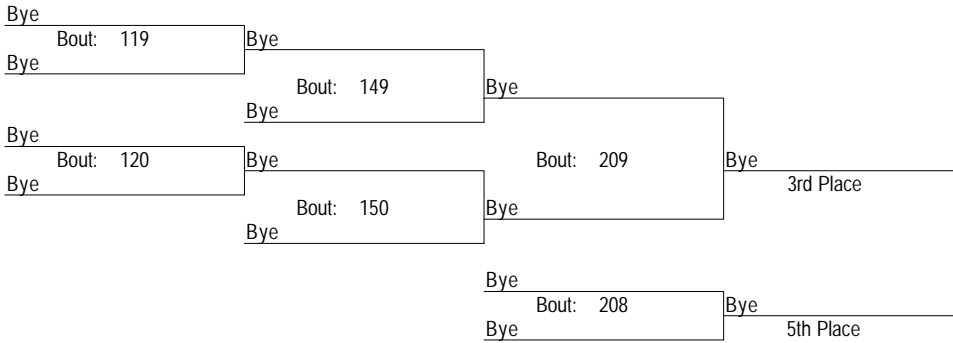 Bye
Bout: 119 Bye
Bye
Bout: 149 Bye
Bye
Bye
Bout: 120 Bye Bout: 209 Bye
Bye 3rd Place
Bout: 150 Bye
Bye
Bye
Bout: 208 Bye
Bye 5th Place